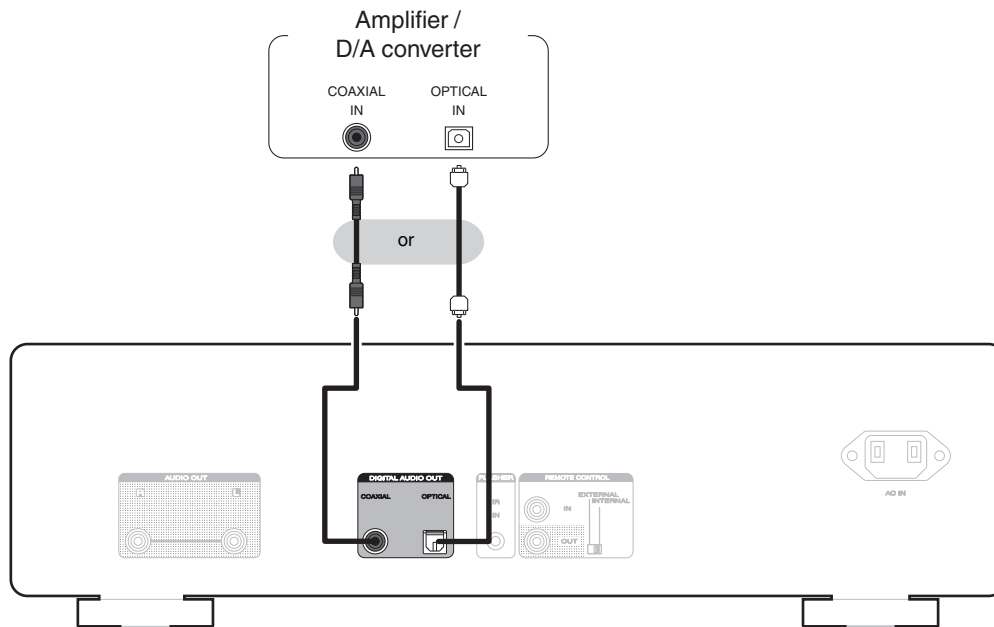 Amplifier /
D/A converter
COAXIAL
IN
OPTICAL
IN
or
AUDIO OUT
DIGITAL AUDIO OUT
COAXIAL
OPTICAL
IR
IN
REMOTE CONTROL
IN
OUT
EXTERNAL
INTERNAL
AC IN